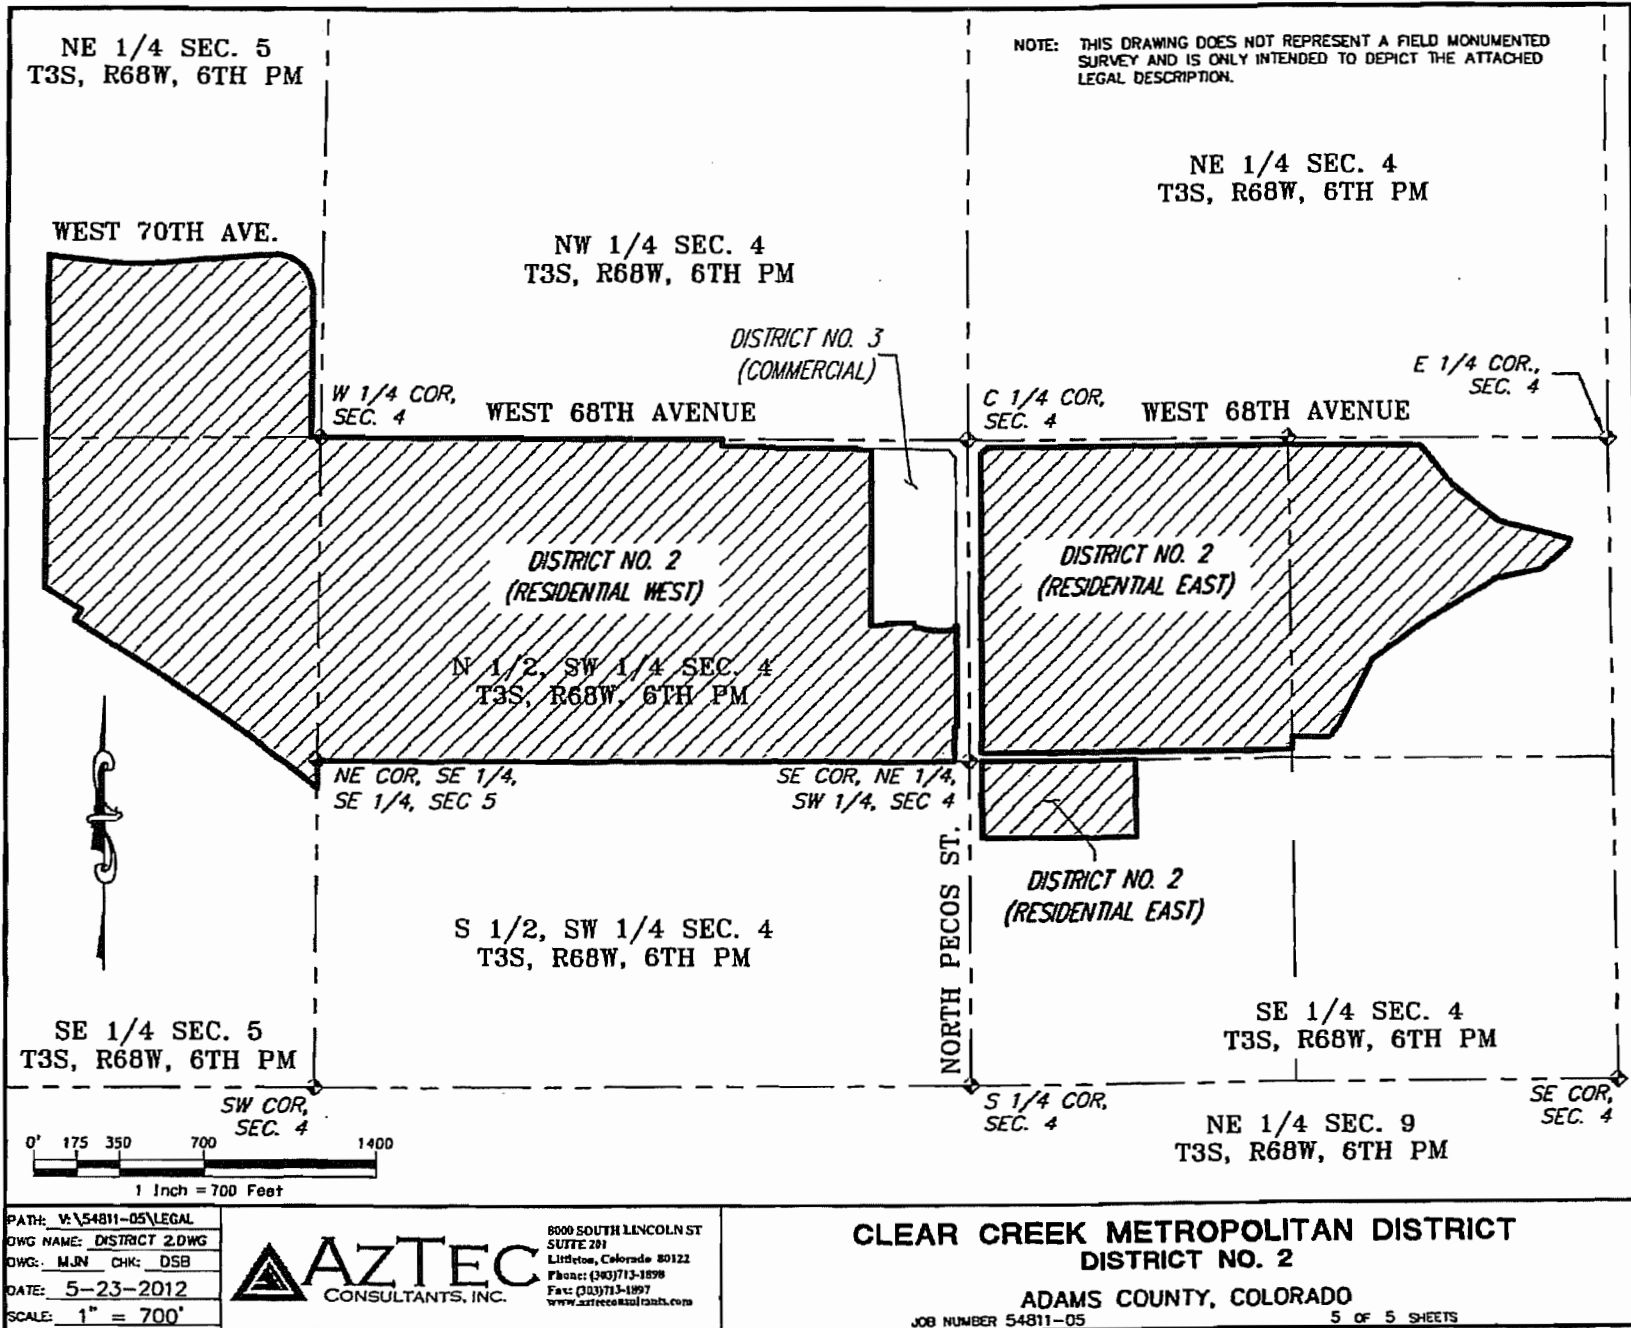 NE 1/4 SEC. 5
T3S, R68W, 6TH PM
NOTE: THIS DRAWING DOES NOT REPRESENT A FIELD MONUMENTED
SURVEY AND IS ONLY INTENDED TO DEPICT THE ATTACHED
LEGAL DESCRIPTION.
NE 1/4 SEC. 4
T3S, R68W, 6TH PM
WEST 70TH AVE.
NW 1/4 SEC. 4
T3S, R68W, 6TH PM
DISTRICT NO. 3
(COMMERCIAL)
E 1/4 COR.,
SEC. 4
W 1/4 COR,
SEC. 4
WEST 68TH AVENUE
C 1/4 COR,
SEC. 4
WEST 68TH AVENUE
DISTRICT NO. 2
(RESIDENTIAL WEST)
DISTRICT NO. 2
(RESIDENTIAL EAST)
N 1/2, SW 1/4 SEC. 4
T3S, R68W, 6TH PM
NE COR, SE 1/4,
SE 1/4, SEC 5
SE COR, NE 1/4,
SW 1/4, SEC 4
NORTH PECOS ST.
DISTRICT NO. 2
(RESIDENTIAL EAST)
S 1/2, SW 1/4 SEC. 4
T3S, R68W, 6TH PM
SE 1/4 SEC. 5
T3S, R68W, 6TH PM
SE 1/4 SEC. 4
T3S, R68W, 6TH PM
SW COR,
SEC. 4
S 1/4 COR,
SEC. 4
SE COR,
SEC. 4
NE 1/4 SEC. 9
T3S, R68W, 6TH PM
0' 175 350 700 1400
1 Inch = 700 Feet
PATH: V:\54811-05\LEGAL
DWG NAME: DISTRICT 2.DWG
DWG: MJN CHK: DSB
DATE: 5-23-2012
SCALE: 1" = 700'
AZTEC
CONSULTANTS, INC.
8000 SOUTH LINCOLN ST
SUITE 201
Littleton, Colorado 80122
Phone: (303)713-1898
Fax: (303)713-1897
www.aztecconsultants.com
CLEAR CREEK METROPOLITAN DISTRICT
DISTRICT NO. 2
ADAMS COUNTY, COLORADO
JOB NUMBER 54811-05 5 OF 5 SHEETS